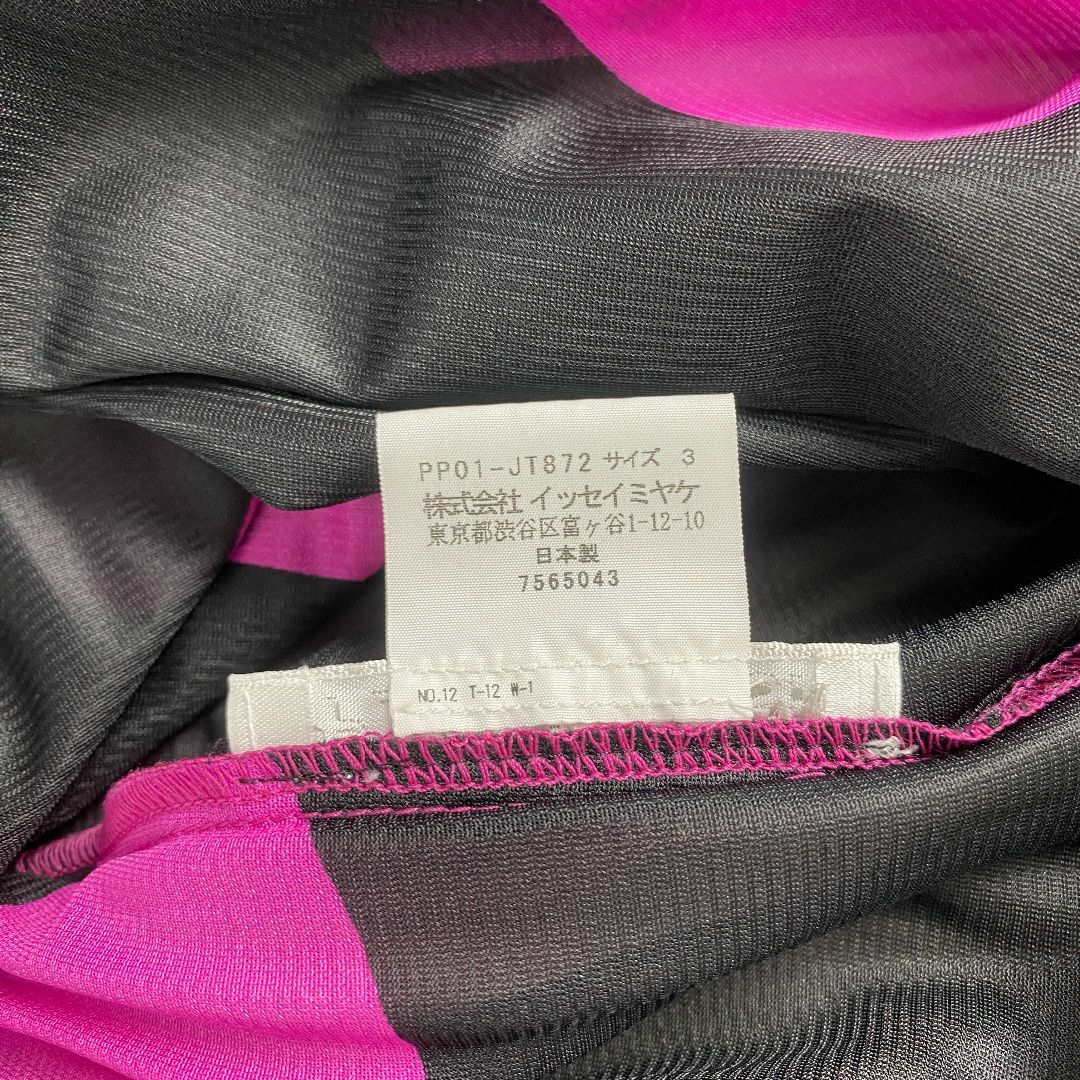 PP01-JT872 サイズ 3
株式会社 イッセイミヤケ
東京都渋谷区富ヶ谷1-12-10
日本製
7565043
NO.12 T-12 W-1